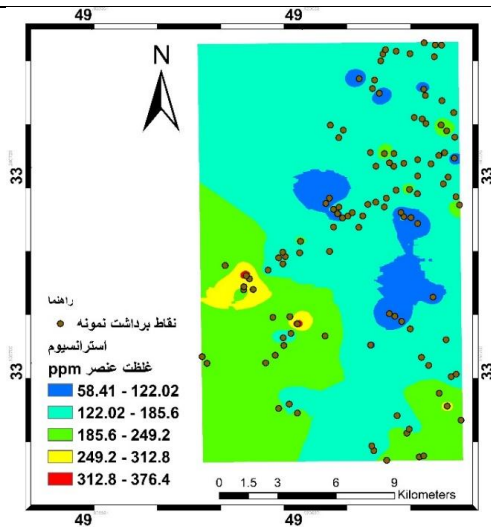 49 49
N
33 33
راهنما
نقاط برداشت نمونه
استرانسیوم
غلظت عنصر ppm
58.41 - 122.02
122.02 - 185.6
185.6 - 249.2
249.2 - 312.8
312.8 - 376.4
33 33
0 1.5 3 6 9
Kilometers
49 49